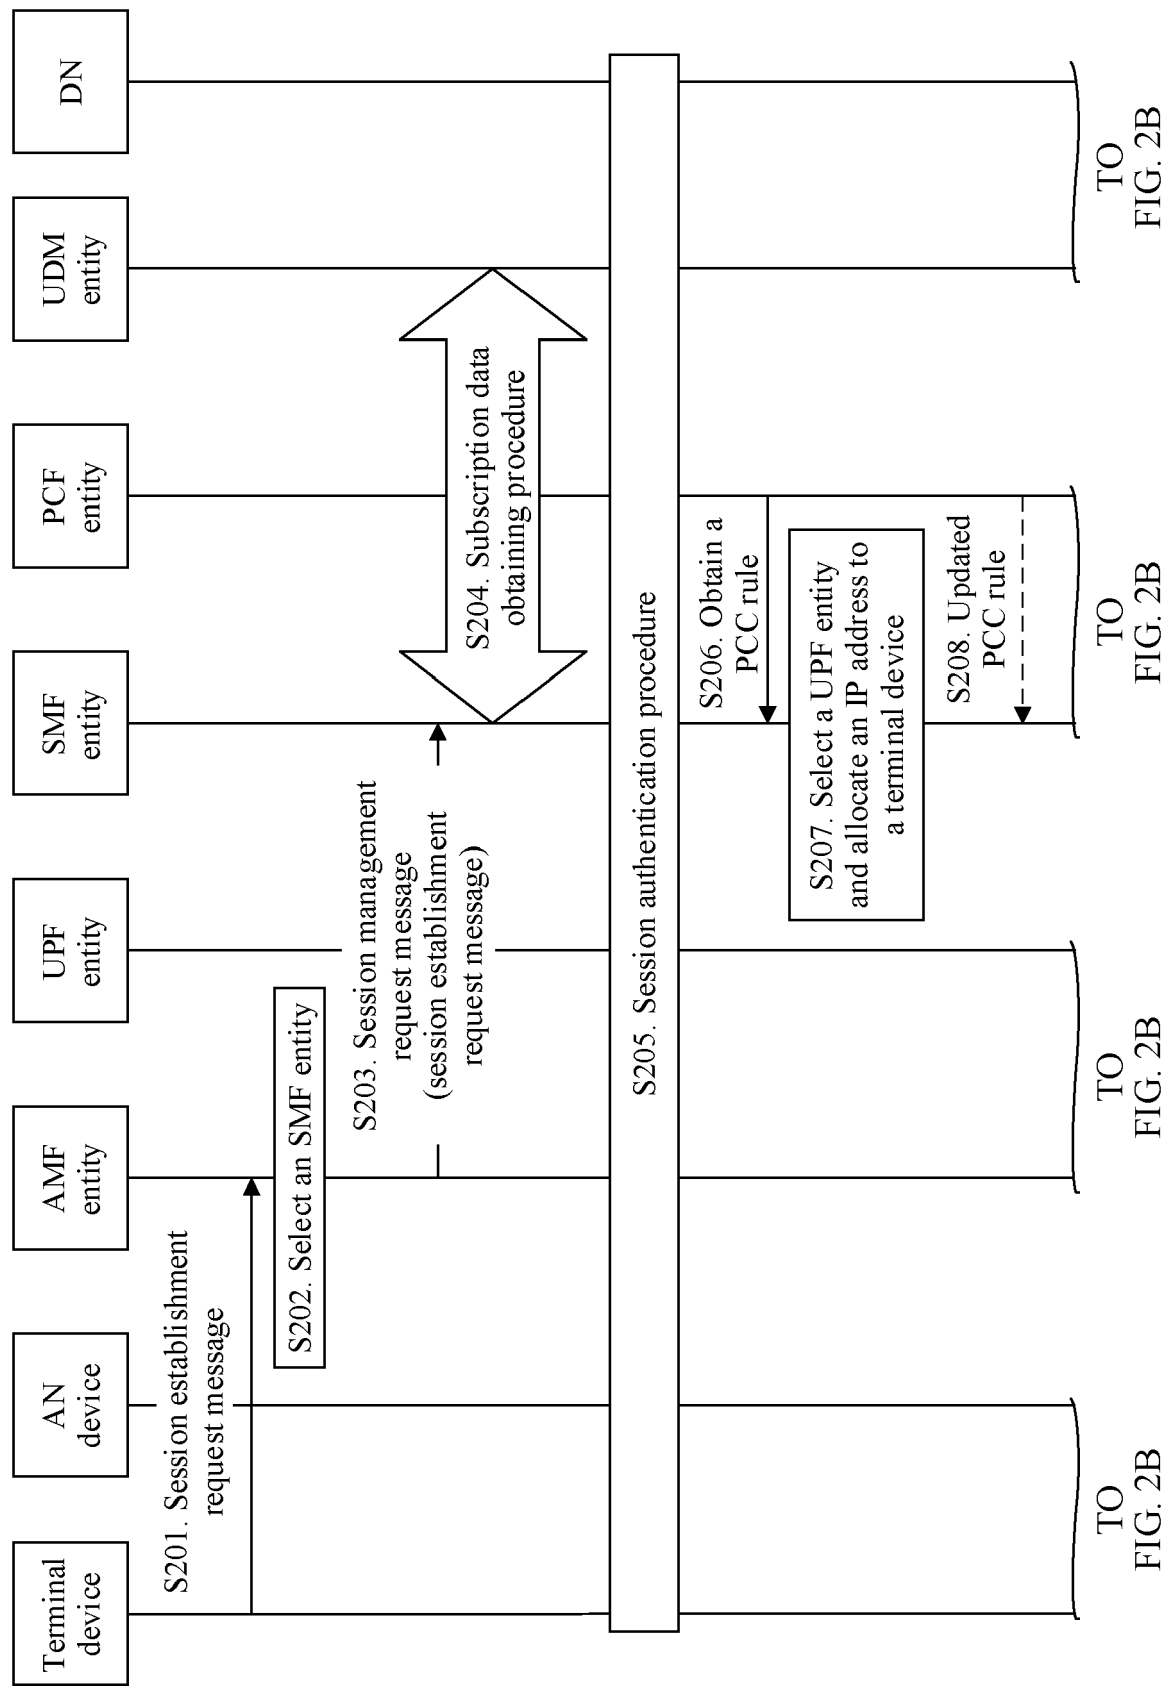 Terminal
device
AN
device
AMF
entity
UPF
entity
SMF
entity
PCF
entity
UDM
entity
DN
S201. Session establishment
request message
S202. Select an SMF entity
S203. Session management
request message
(session establishment
request message)
S204. Subscription data
obtaining procedure
S205. Session authentication procedure
S206. Obtain a
PCC rule
S207. Select a UPF entity
and allocate an IP address to
a terminal device
S208. Updated
PCC rule
TO
FIG. 2B
TO
FIG. 2B
TO
FIG. 2B
TO
FIG. 2B